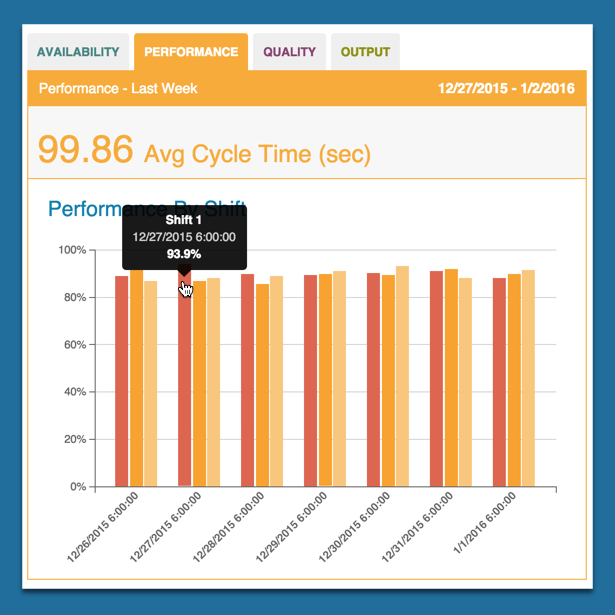 AVAILABILITY
PERFORMANCE
QUALITY
OUTPUT
Performance - Last Week
12/27/2015 - 1/2/2016
99.86 Avg Cycle Time (sec)
Performance By Shift
Shift 1
12/27/2015 6:00:00
93.9%
100%
80%
60%
40%
20%
0%
12/26/2015 6:00:00
12/27/2015 6:00:00
12/28/2015 6:00:00
12/29/2015 6:00:00
12/30/2015 6:00:00
12/31/2015 6:00:00
1/1/2016 6:00:00